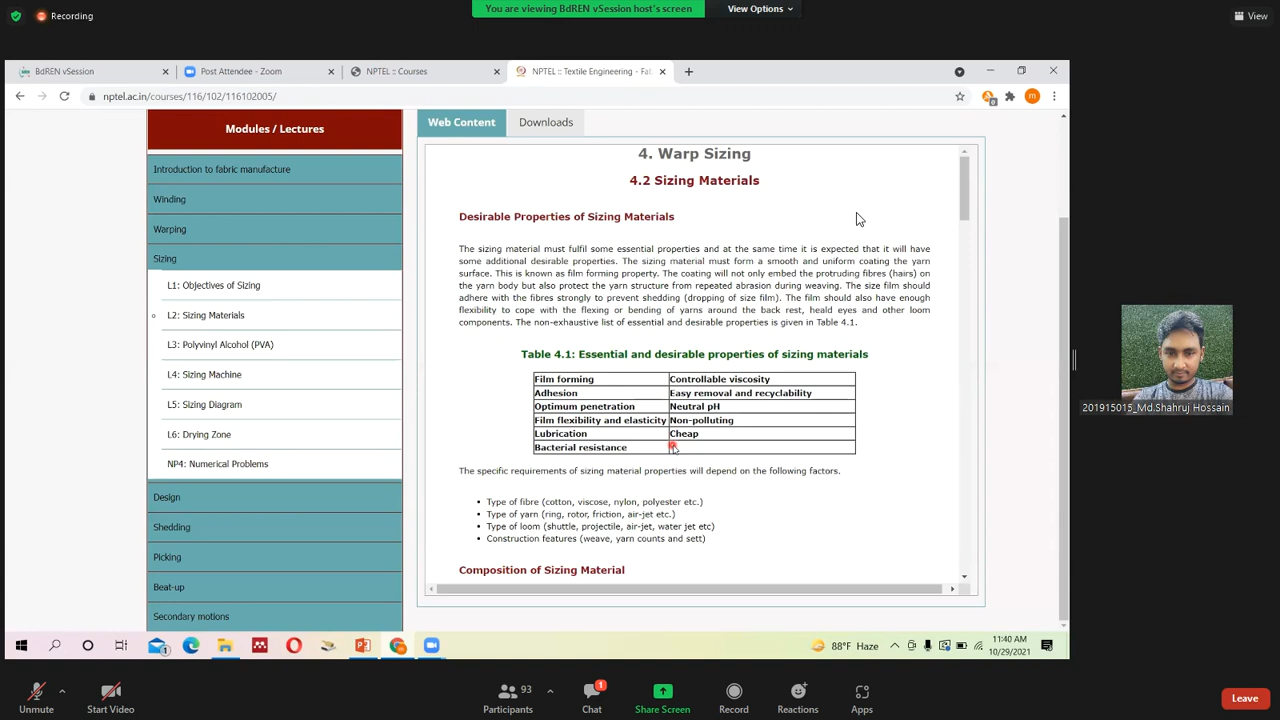 Recording
You are viewing BdREN vSession host's screen
View Options
View
BdREN vSession
Post Attendee - Zoom
NPTEL :: Courses
NPTEL :: Textile Engineering - Fab
nptel.ac.in/courses/116/102/116102005/
Modules / Lectures
Introduction to fabric manufacture
Winding
Warping
Sizing
L1: Objectives of Sizing
L2: Sizing Materials
L3: Polyvinyl Alcohol (PVA)
L4: Sizing Machine
L5: Sizing Diagram
L6: Drying Zone
NP4: Numerical Problems
Design
Shedding
Picking
Beat-up
Secondary motions
Web Content
Downloads
4. Warp Sizing
4.2 Sizing Materials
Desirable Properties of Sizing Materials
The sizing material must fulfil some essential properties and at the same time it is expected that it will have
some additional desirable properties. The sizing material must form a smooth and uniform coating the yarn
surface. This is known as film forming property. The coating will not only embed the protruding fibres (hairs) on
the yarn body but also protect the yarn structure from repeated abrasion during weaving. The size film should
adhere with the fibres strongly to prevent shedding (dropping of size film). The film should also have enough
flexibility to cope with the flexing or bending of yarns around the back rest, heald eyes and other loom
components. The non-exhaustive list of essential and desirable properties is given in Table 4.1.
Table 4.1: Essential and desirable properties of sizing materials
Film forming Controllable viscosity
Adhesion Easy removal and recyclability
Optimum penetration Neutral pH
Film flexibility and elasticity Non-polluting
Lubrication Cheap
Bacterial resistance
The specific requirements of sizing material properties will depend on the following factors.
• Type of fibre (cotton, viscose, nylon, polyester etc.)
• Type of yarn (ring, rotor, friction, air-jet etc.)
• Type of loom (shuttle, projectile, air-jet, water jet etc)
• Construction features (weave, yarn counts and sett)
Composition of Sizing Material
201915015_Md.Shahruj Hossain
88°F Haze
11:40 AM
10/29/2021
Unmute
Start Video
93
Participants
1
Chat
Share Screen
Record
Reactions
Apps
Leave